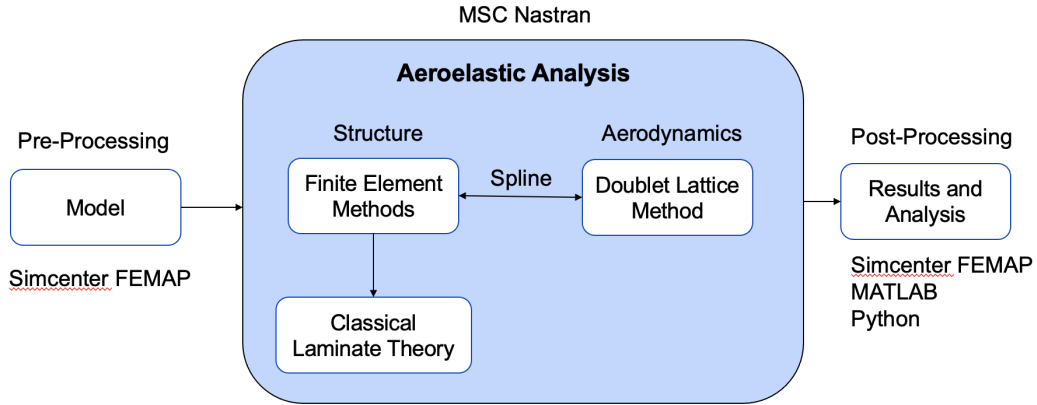 MSC Nastran
Aeroelastic Analysis
Pre-Processing
Model
Simcenter FEMAP
Structure
Finite Element
Methods
Spline
Aerodynamics
Doublet Lattice
Method
Classical
Laminate Theory
Post-Processing
Results and
Analysis
Simcenter FEMAP
MATLAB
Python